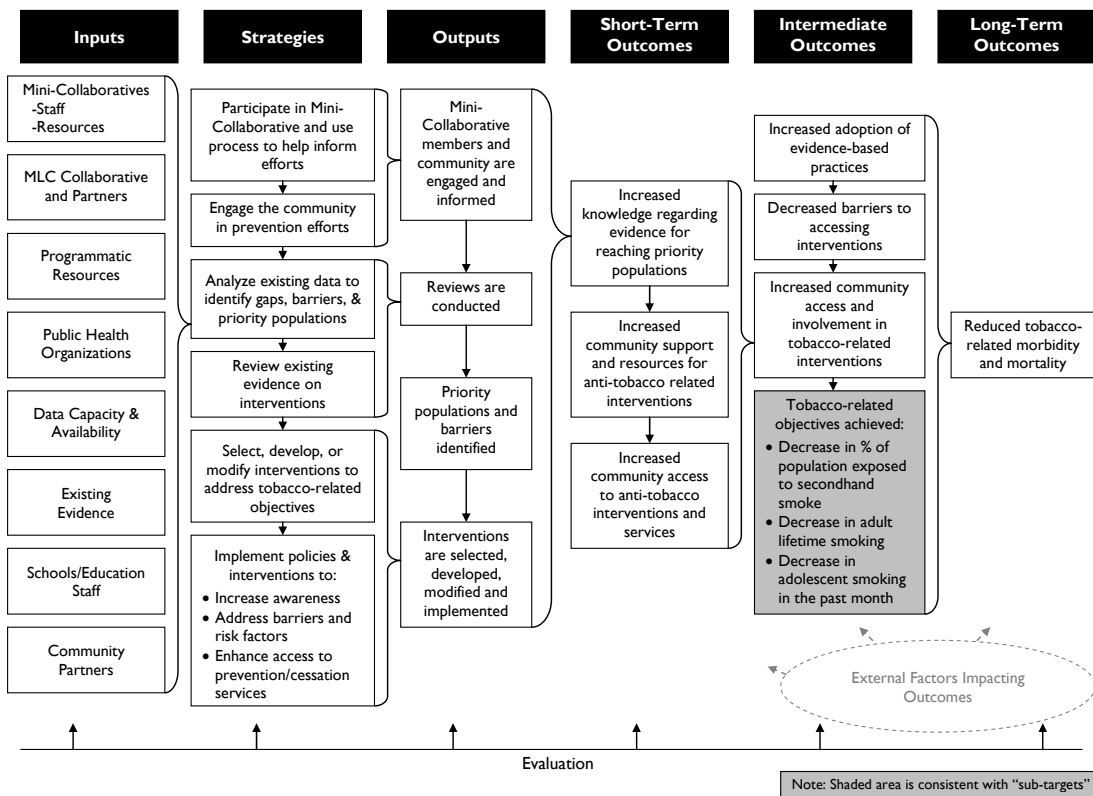 Inputs
Strategies
Outputs
Short-Term
Outcomes
Intermediate
Outcomes
Long-Term
Outcomes
Mini-Collaboratives
-Staff
-Resources
MLC Collaborative
and Partners
Programmatic
Resources
Public Health
Organizations
Data Capacity &
Availability
Existing
Evidence
Schools/Education
Staff
Community
Partners
Participate in Mini-
Collaborative and use
process to help inform
efforts
Engage the community
in prevention efforts
Analyze existing data to
identify gaps, barriers, &
priority populations
Review existing
evidence on
interventions
Select, develop, or
modify interventions to
address tobacco-related
objectives
Implement policies &
interventions to:
• Increase awareness
• Address barriers and
risk factors
• Enhance access to
prevention/cessation
services
Mini-
Collaborative
members and
community are
engaged and
informed
Reviews are
conducted
Priority
populations and
barriers
identified
Interventions are
selected,
developed,
modified and
implemented
Increased
knowledge regarding
evidence for
reaching priority
populations
Increased
community support
and resources for
anti-tobacco related
interventions
Increased
community access
to anti-tobacco
interventions and
services
Increased adoption of
evidence-based
practices
Decreased barriers to
accessing
interventions
Increased community
access and
involvement in
tobacco-related
interventions
Tobacco-related
objectives achieved:
• Decrease in % of
population exposed
to secondhand
smoke
• Decrease in adult
lifetime smoking
• Decrease in
adolescent smoking
in the past month
Reduced tobacco-
related morbidity
and mortality
External Factors Impacting
Outcomes
Evaluation
Note: Shaded area is consistent with “sub-targets”